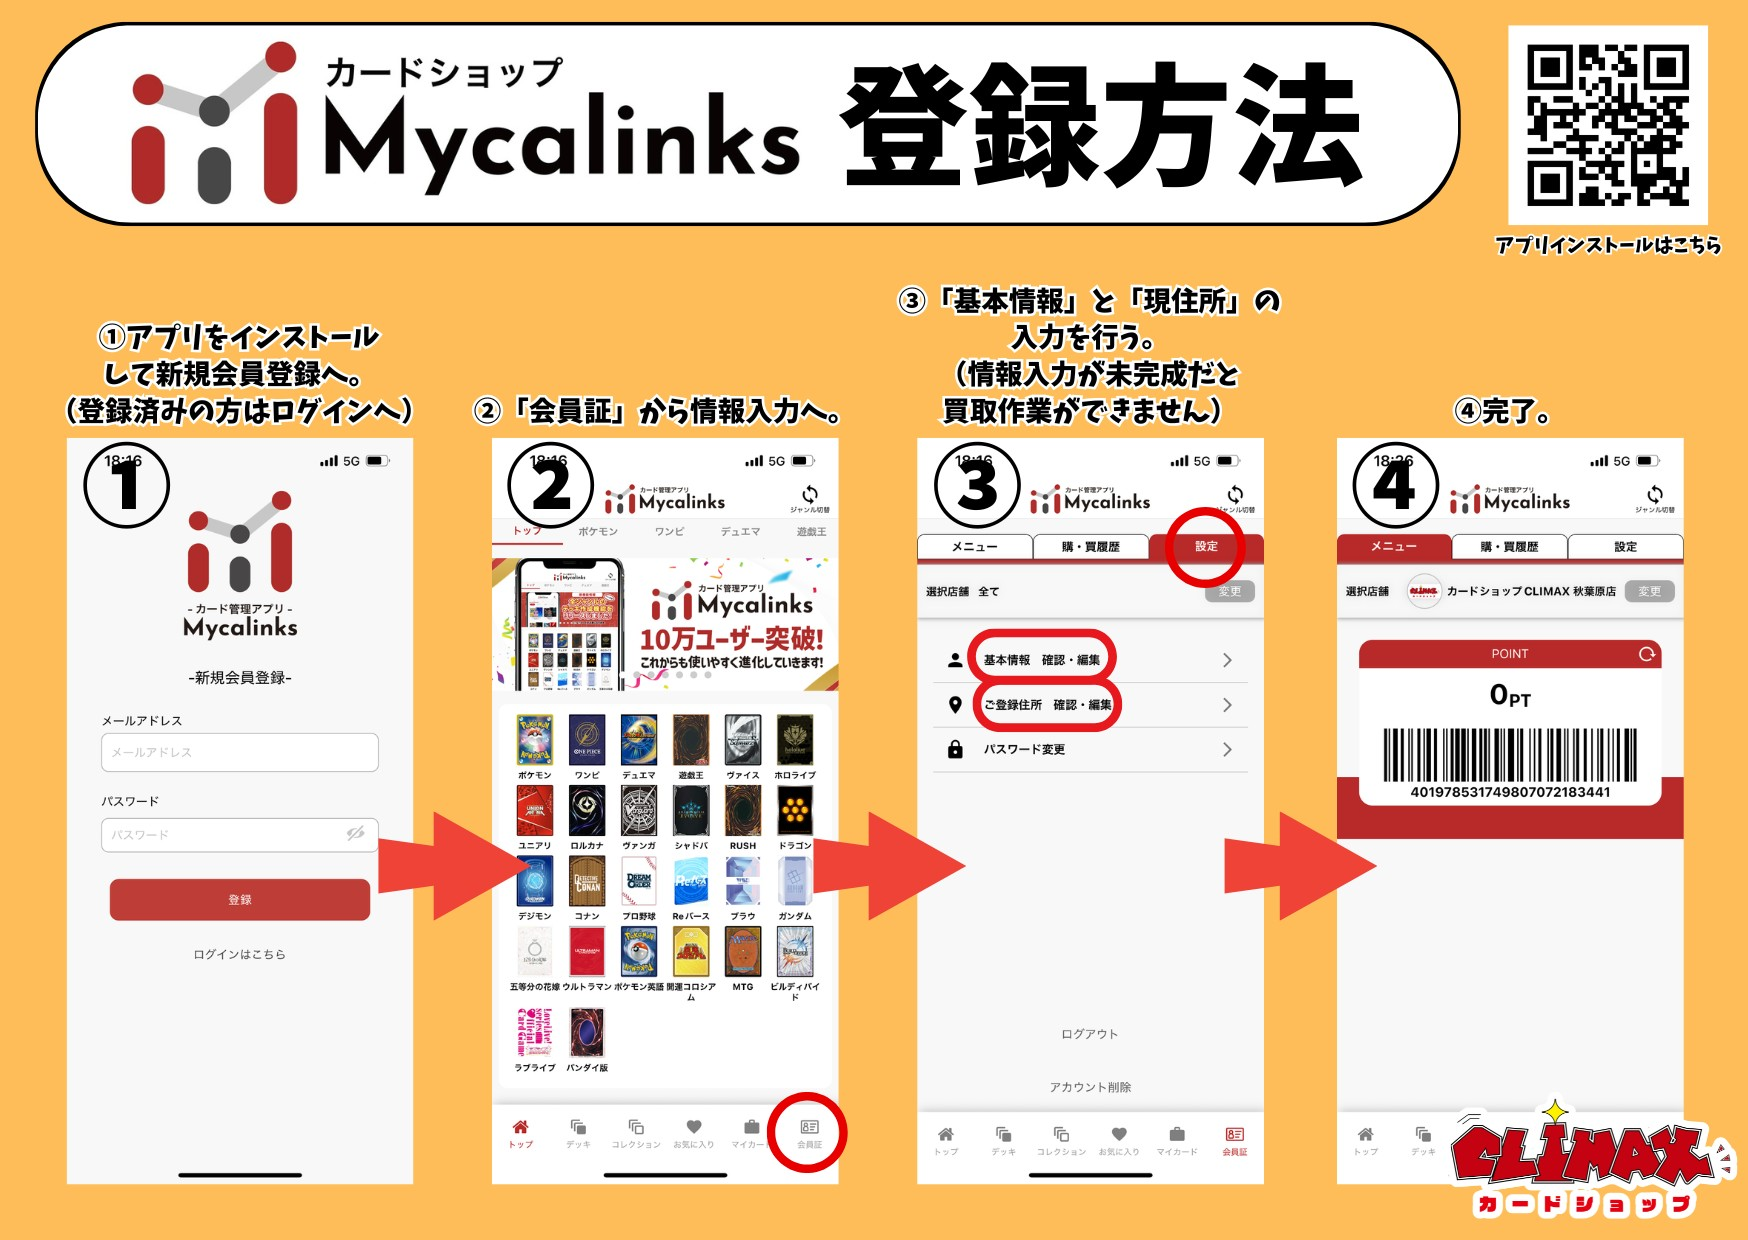 カードショップ
Mycalinks
登録方法
アプリインストールはこちら
①アプリをインストール
して新規会員登録へ。
（登録済みの方はログインへ）
②「会員証」から情報入力へ。
③「基本情報」と「現住所」の
入力を行う。
（情報入力が未完成だと
買取作業ができません）
④完了。
1
18:16
5G
- カード管理アプリ -
Mycalinks
-新規会員登録-
メールアドレス
メールアドレス
パスワード
パスワード
登録
ログインはこちら
2
18:16
5G
カード管理アプリ
Mycalinks
ジャンル切替
トップ ポケモン ワンピ デュエマ 遊戯王
カード管理アプリ
Mycalinks
10万ユーザー突破!
これからも使いやすく進化していきます!
ポケモン ワンピ デュエマ 遊戯王 ヴァイス ホロライブ
ユニアリ ロルカナ ヴァンガ シャドバ RUSH ドラゴン
デジモン コナン プロ野球 Reバース ブラウ ガンダム
五等分の花嫁 ウルトラマン ポケモン英語 開運コロシアム MTG ビルディバイド
ラブライブ バンダイ版
トップ デッキ コレクション お気に入り マイカー 会員証
3
18:16
5G
カード管理アプリ
Mycalinks
ジャンル切替
メニュー 購・買履歴 設定
選択店舗 全て 変更
基本情報 確認・編集
ご登録住所 確認・編集
パスワード変更
ログアウト
アカウント削除
トップ デッキ コレクション お気に入り マイカード 会員証
4
18:26
5G
カード管理アプリ
Mycalinks
ジャンル切替
メニュー 購・買履歴 設定
選択店舗 CLIMAX カードショップCLIMAX 秋葉原店 変更
POINT
0PT
4019785317498070721834​41
トップ デッキ
CLIMAX
カードショップ